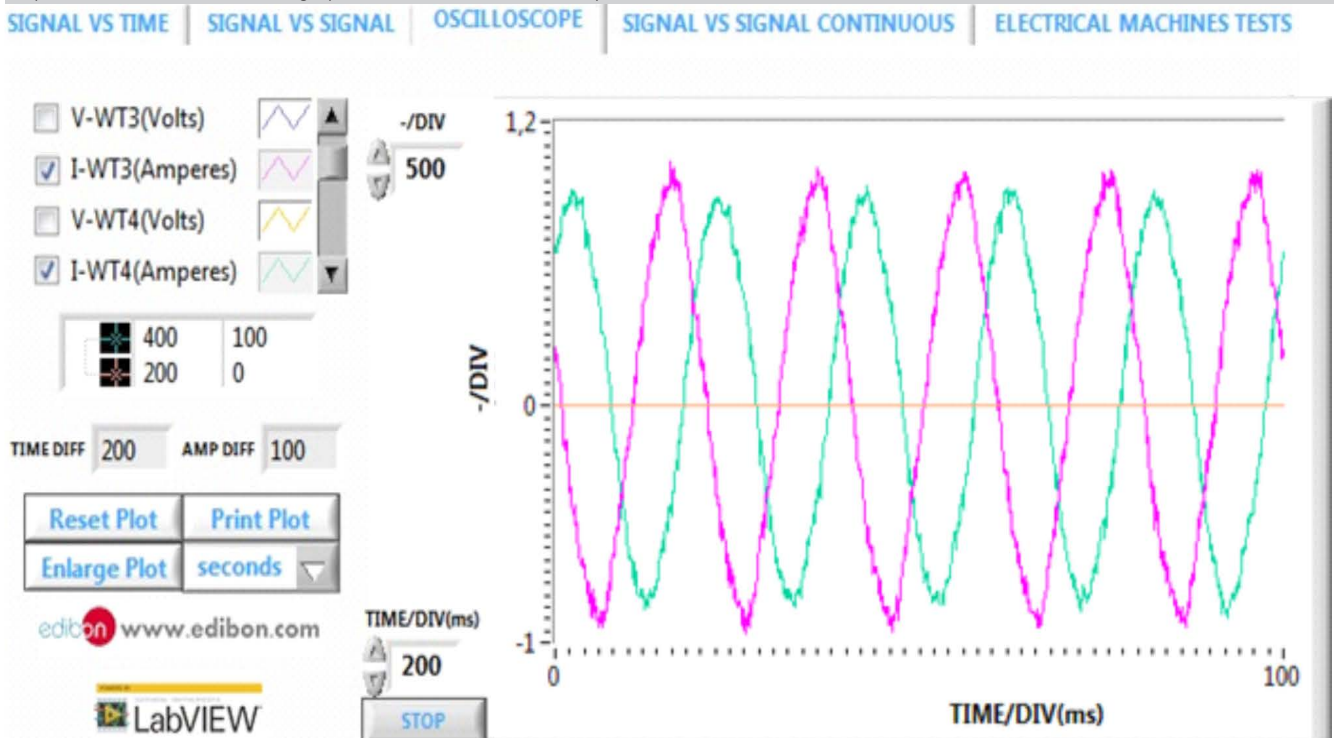 SIGNAL VS TIME
SIGNAL VS SIGNAL
OSCILLOSCOPE
SIGNAL VS SIGNAL CONTINUOUS
ELECTRICAL MACHINES TESTS
V-WT3(Volts)
I-WT3(Amperes)
V-WT4(Volts)
I-WT4(Amperes)
-/DIV
500
400 100
200 0
TIME DIFF 200 AMP DIFF 100
Reset Plot Print Plot
Enlarge Plot seconds
edibon www.edibon.com
LabVIEW
TIME/DIV(ms)
200
STOP
1,2
-/DIV
0
-1
0 100
TIME/DIV(ms)